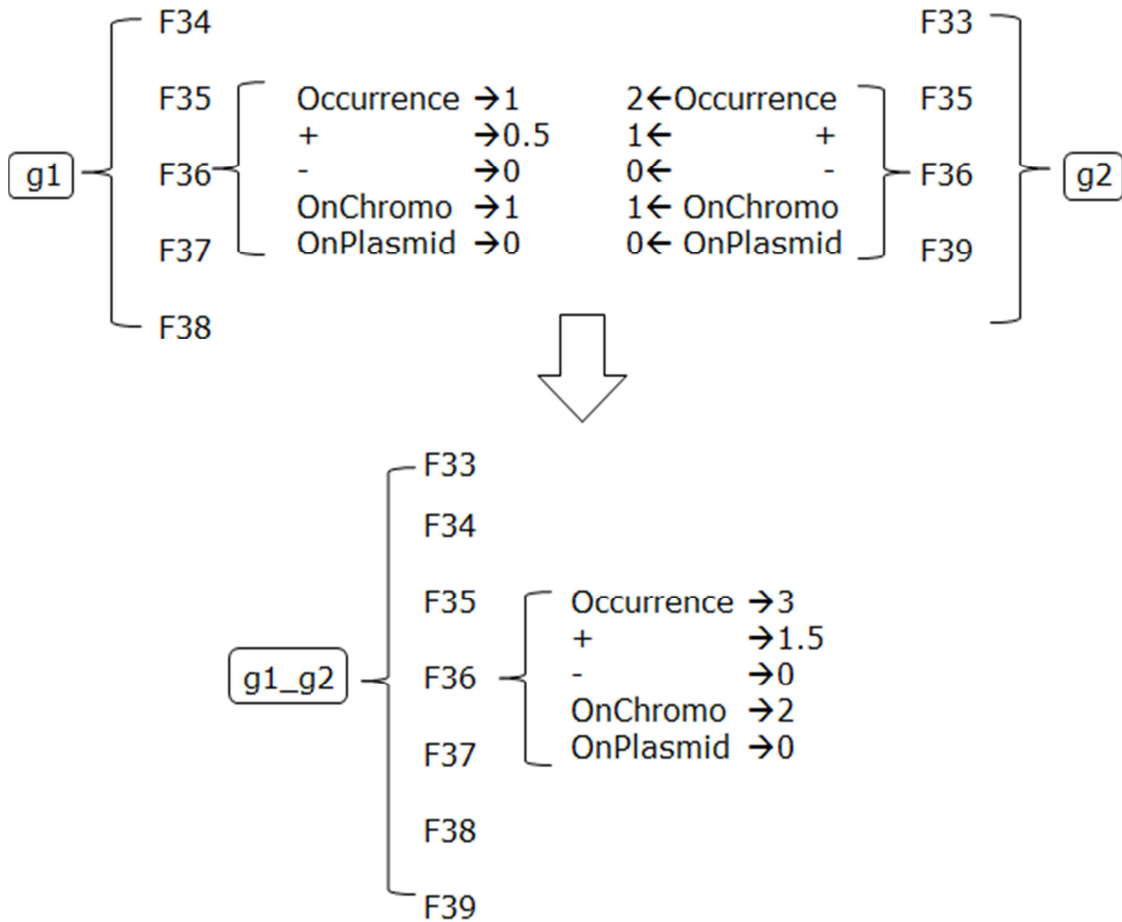 F34 F33
F35 Occurrence →1 2←Occurrence F35
+ →0.5 1← +
g1 F36 - →0 0← - F36 g2
OnChromo →1 1← OnChromo
F37 OnPlasmid →0 0← OnPlasmid F39
F38
F33
F34
F35 Occurrence →3
+ →1.5
g1_g2 F36 - →0
OnChromo →2
F37 OnPlasmid →0
F38
F39